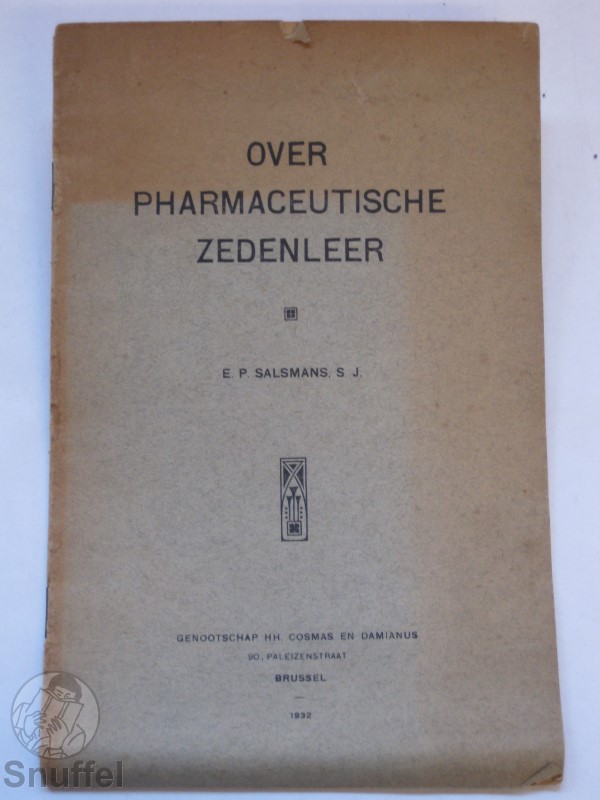 OVER
PHARMACEUTISCHE
ZEDENLEER
E. P. SALSMANS, S J.
GENOOTSCHAP HH. COSMAS EN DAMIANUS
90, PALEIZENSTRAAT
BRUSSEL
1932
Snuffel